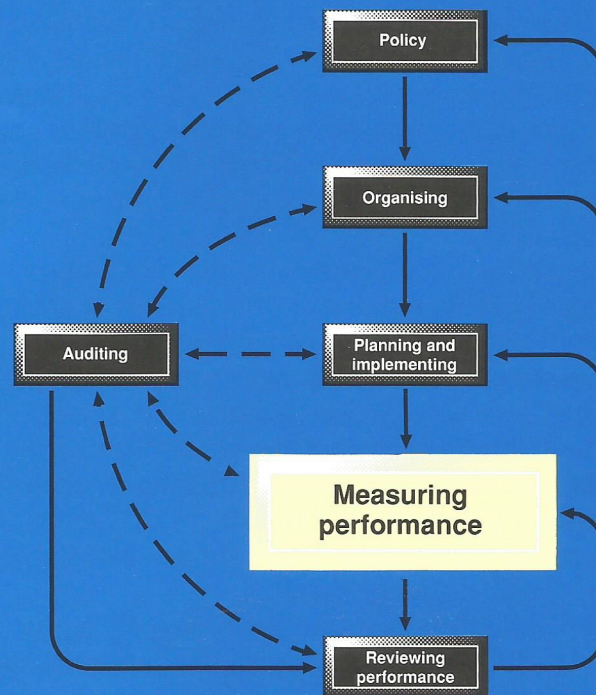 Policy
Organising
Auditing
Planning and
implementing
Measuring
performance
Reviewing
performance